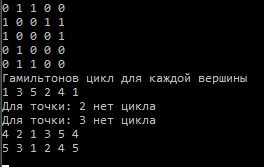 0 1 1 0 0
1 0 0 1 1
1 0 0 0 1
0 1 0 0 0
0 1 1 0 0
Гамильтонов цикл для каждой вершины
1 3 5 2 4 1
Для точки: 2 нет цикла
Для точки: 3 нет цикла
4 2 1 3 5 4
5 3 1 2 4 5